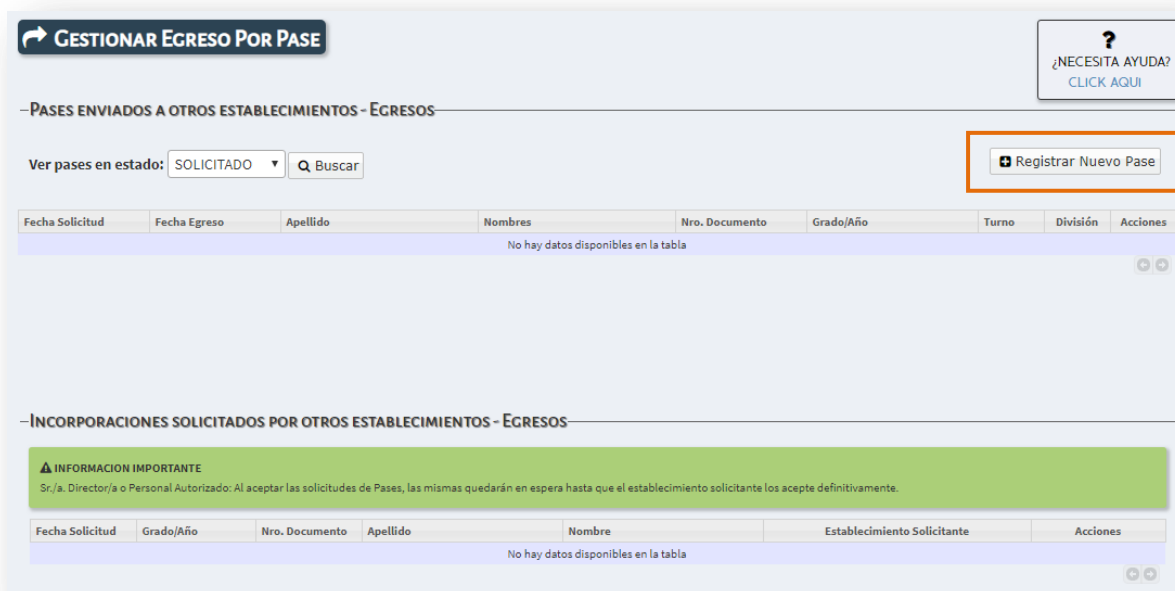 GESTIONAR EGRESO POR PASE
?
¿NECESITA AYUDA?
CLICK AQUI
PASES ENVIADOS A OTROS ESTABLECIMIENTOS - EGRESOS
Ver pases en estado: SOLICITADO Buscar
Registrar Nuevo Pase
Fecha Solicitud Fecha Egreso Apellido Nombres Nro. Documento Grado/Año Turno División Acciones
No hay datos disponibles en la tabla
INCORPORACIONES SOLICITADOS POR OTROS ESTABLECIMIENTOS - EGRESOS
INFORMACION IMPORTANTE
Sr./a. Director/a o Personal Autorizado: Al aceptar las solicitudes de Pases, las mismas quedarán en espera hasta que el establecimiento solicitante los acepte definitivamente.
Fecha Solicitud Grado/Año Nro. Documento Apellido Nombre Establecimiento Solicitante Acciones
No hay datos disponibles en la tabla